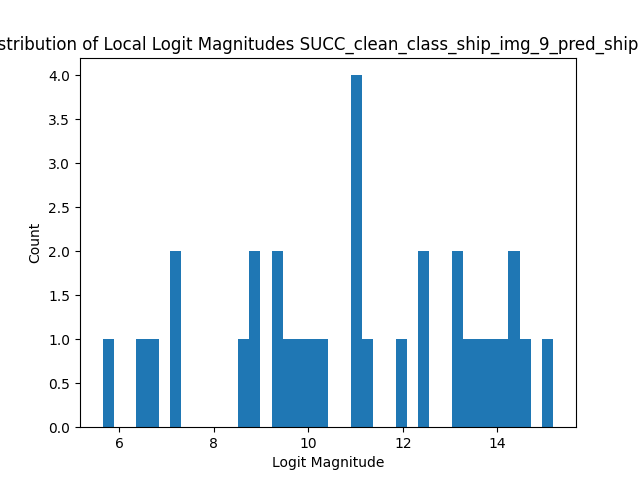 stribution of Local Logit Magnitudes SUCC_clean_class_ship_img_9_pred_ship
4.0
3.5
3.0
2.5
2.0
1.5
1.0
0.5
0.0
Count
6 8 10 12 14
Logit Magnitude